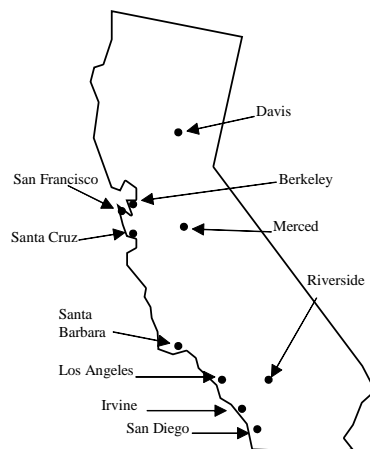 Davis
San Francisco
Berkeley
Merced
Santa Cruz
Riverside
Santa
Barbara
Los Angeles
Irvine
San Diego